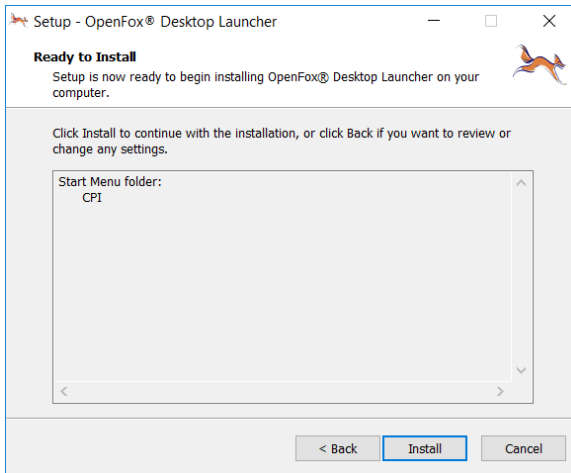 Setup - OpenFox® Desktop Launcher
Ready to Install
Setup is now ready to begin installing OpenFox® Desktop Launcher on your
computer.
Click Install to continue with the installation, or click Back if you want to review or
change any settings.
Start Menu folder:
CPI
< Back
Install
Cancel